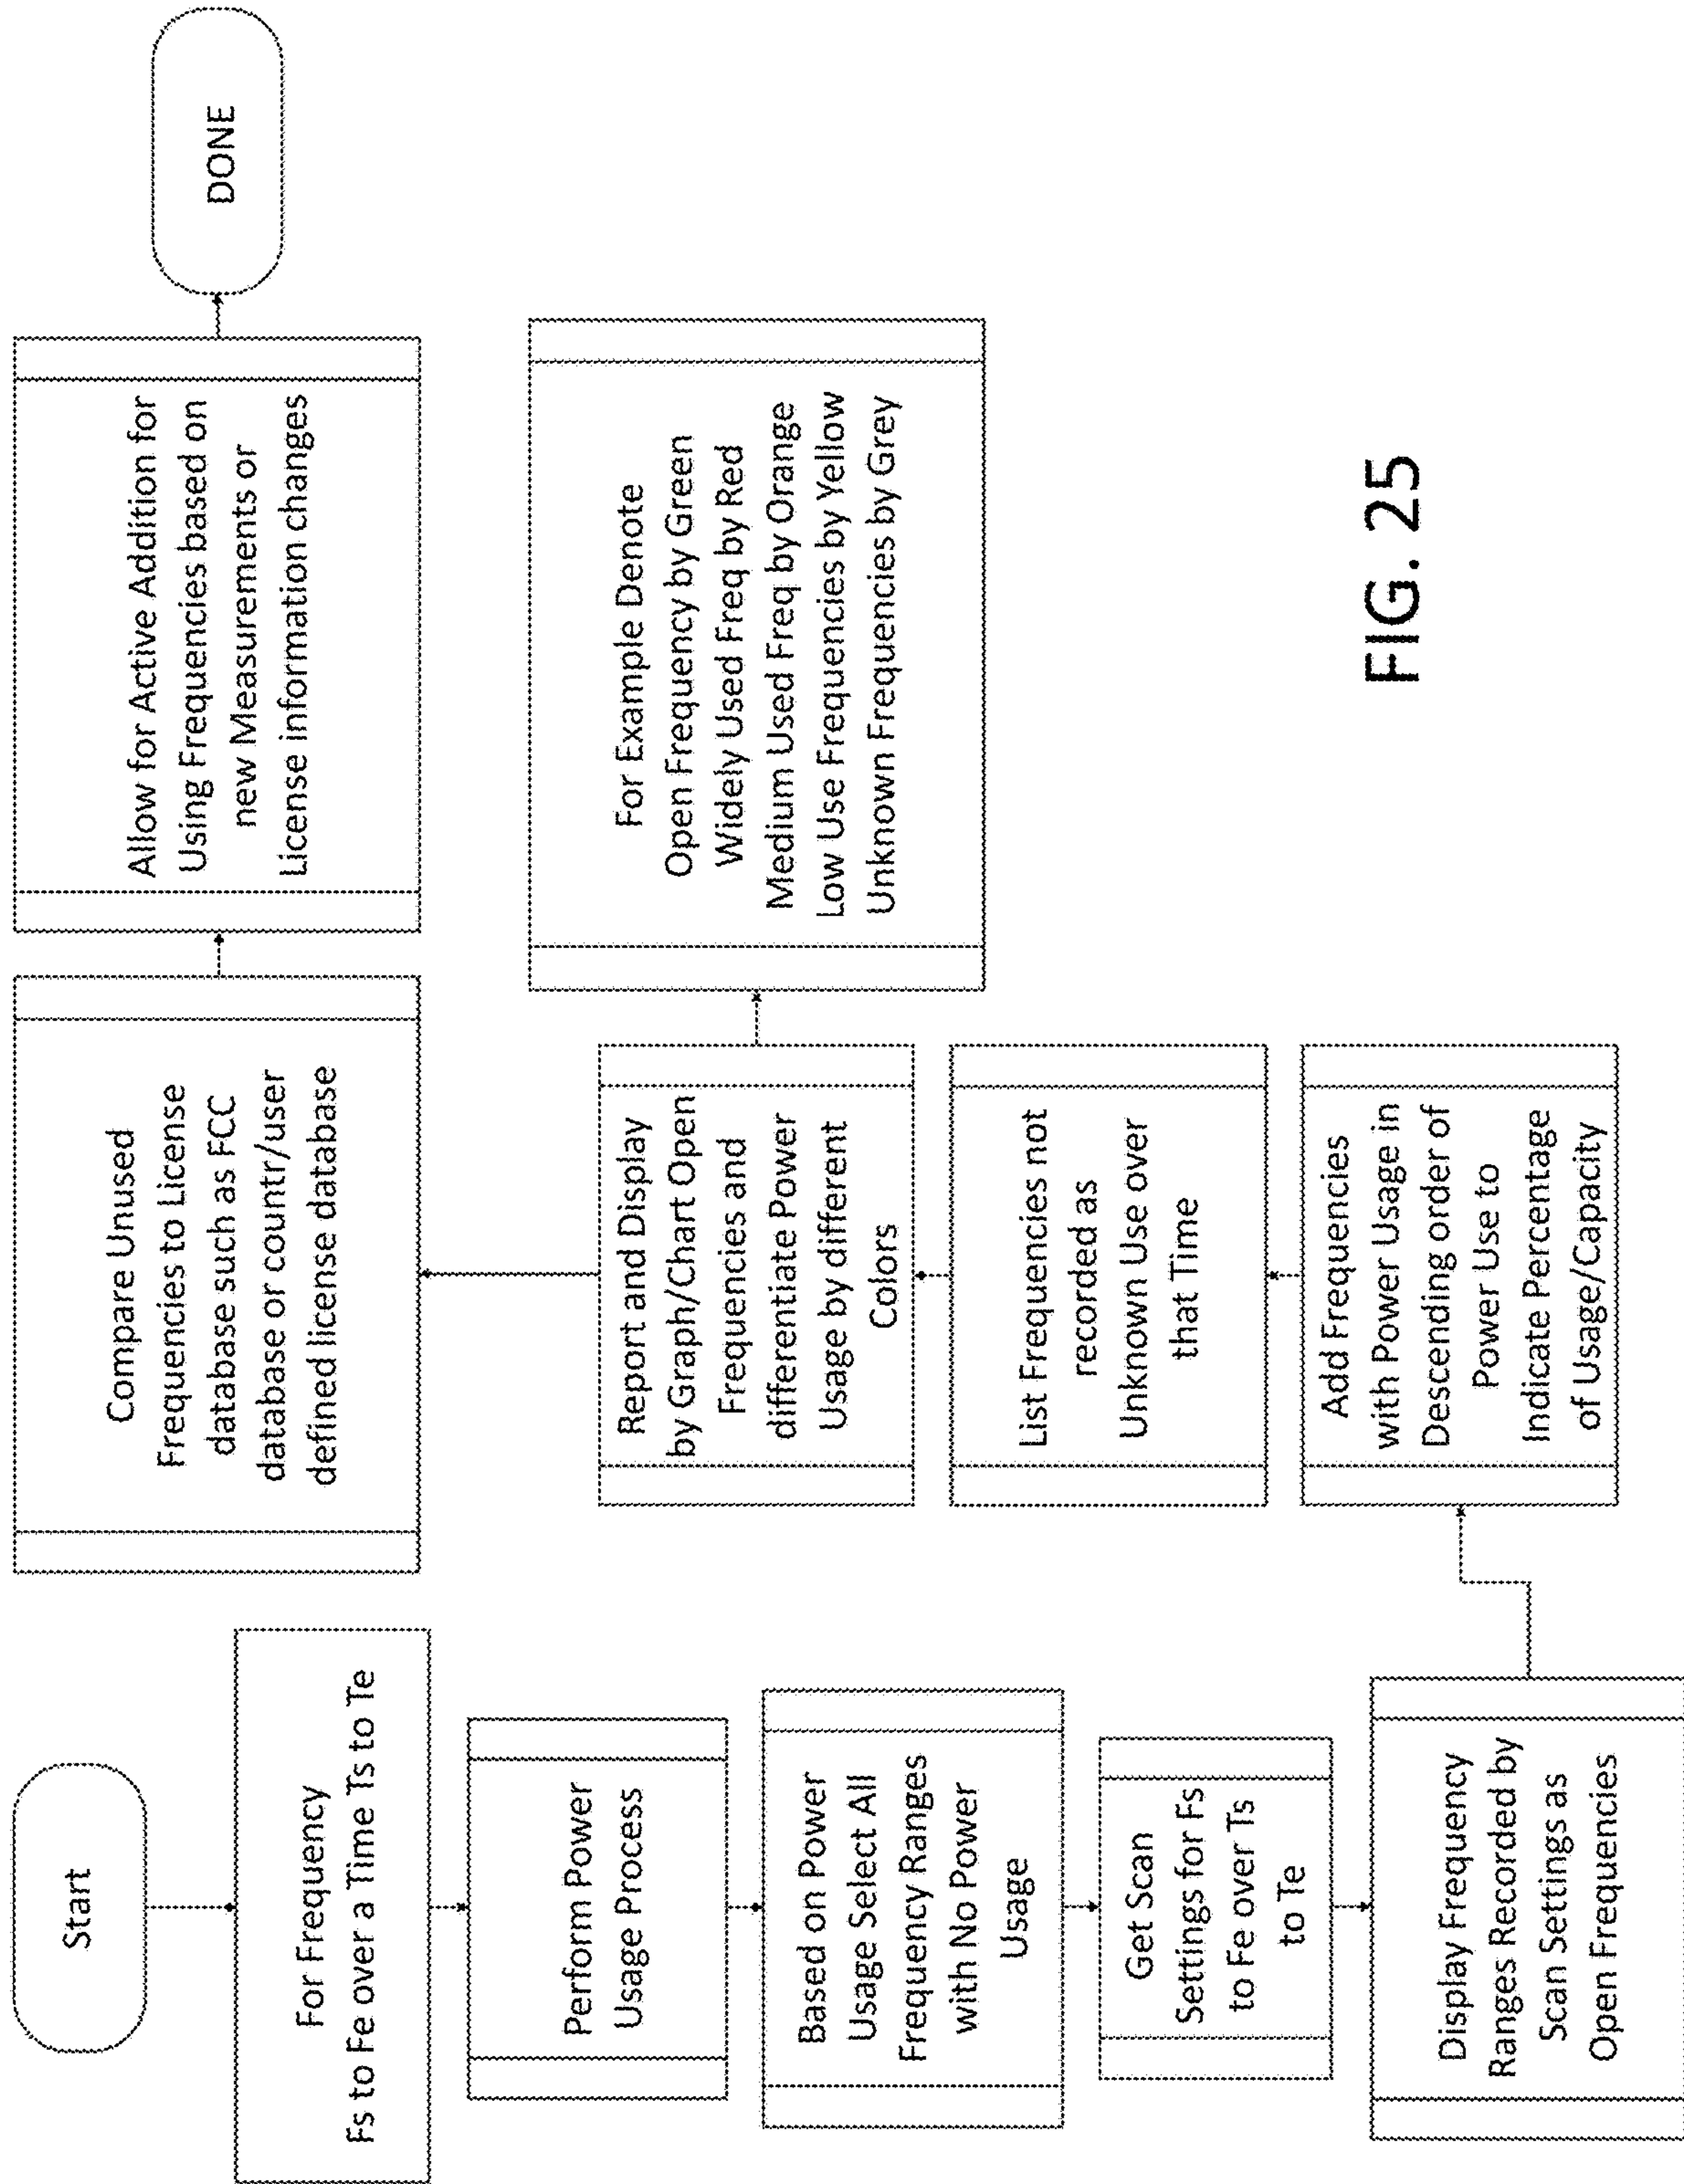 Start
For Frequency
Fs to Fe over a Time Ts to Te
Perform Power
Usage Process
Based on Power
Usage Select All
Frequency Ranges
with No Power
Usage
Get Scan
Settings for Fs
to Fe over Ts
to Te
Display Frequency
Ranges Recorded by
Scan Settings as
Open Frequencies
Add Frequencies
with Power Usage in
Descending order of
Power Use to
Indicate Percentage
of Usage/Capacity
List Frequencies not
recorded as
Unknown Use over
that Time
Report and Display
by Graph/Chart Open
Frequencies and
differentiate Power
Usage by different
Colors
For Example Denote
Open Frequency by Green
Widely Used Freq by Red
Medium Used Freq by Orange
Low Use Frequencies by Yellow
Unknown Frequencies by Grey
Compare Unused
Frequencies to License
database such as FCC
database or countr/user
defined license database
Allow for Active Addition for
Using Frequencies based on
new Measurements or
License information changes
DONE
FIG. 25